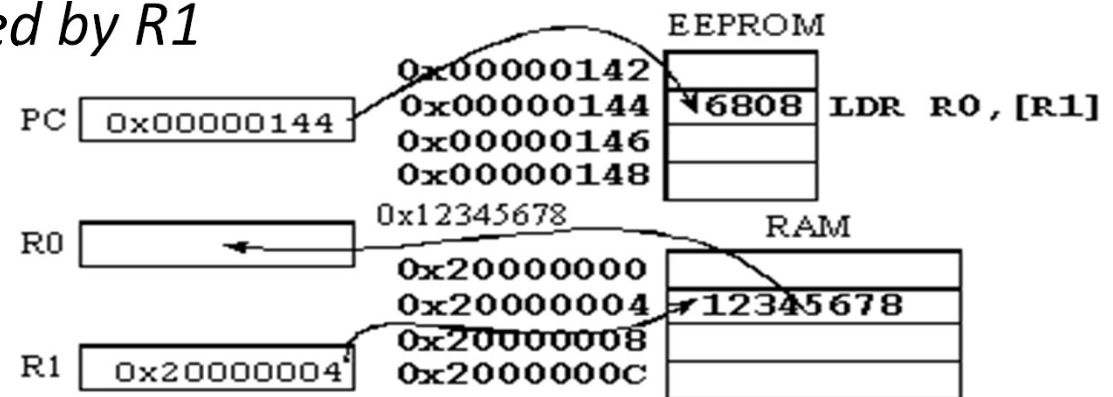 ed by R1
EEPROM
0x00000142
PC 0x00000144 0x00000144 6808 LDR R0,[R1]
0x00000146
0x00000148
0x12345678
RAM
R0
0x20000000
0x20000004 12345678
0x20000008
R1 0x20000004 0x2000000C